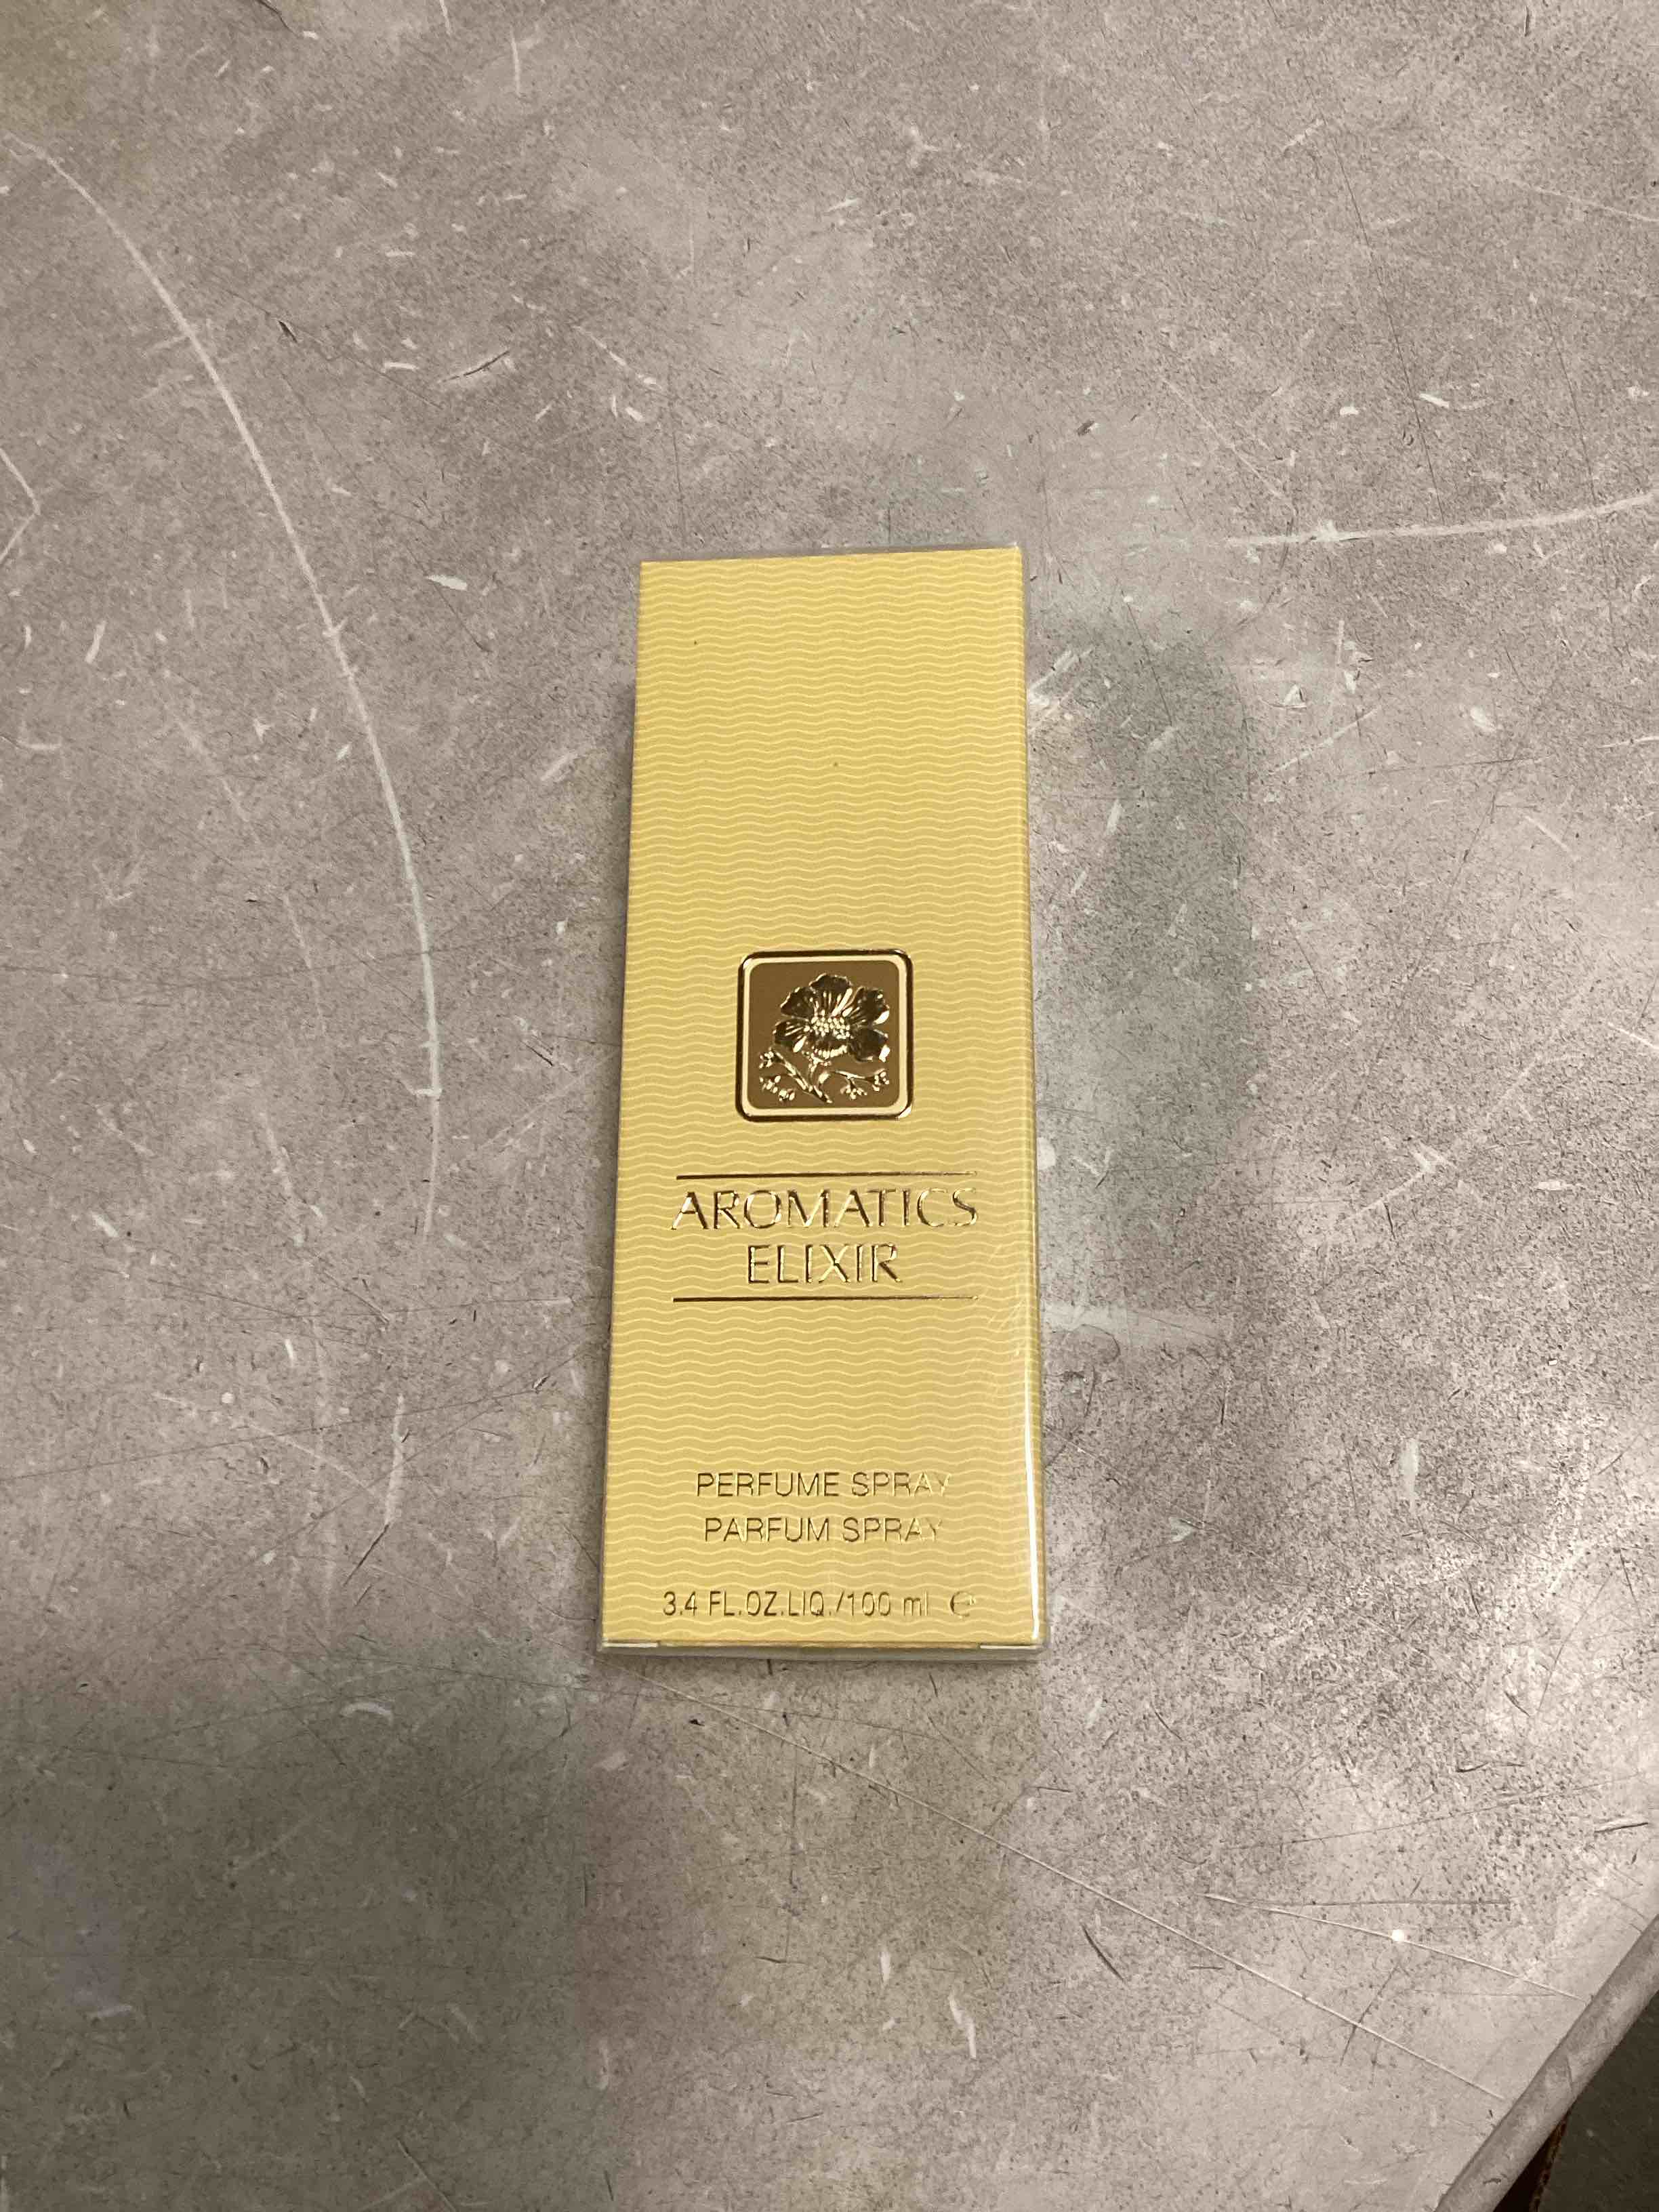 AROMATICS
ELIXIR
PERFUME SPRAY
PARFUM SPRAY
3.4 FL.OZ.LIQ./100 ml ℮